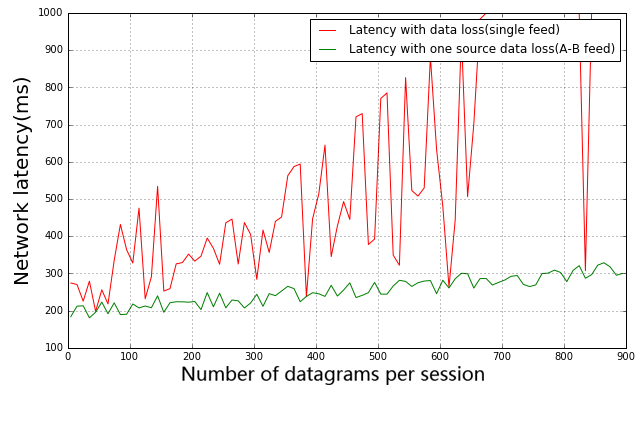 1000
900
800
700
600
500
400
300
200
100
Network latency(ms)
Latency with data loss(single feed)
Latency with one source data loss(A-B feed)
0 100 200 300 400 500 600 700 800 900
Number of datagrams per session